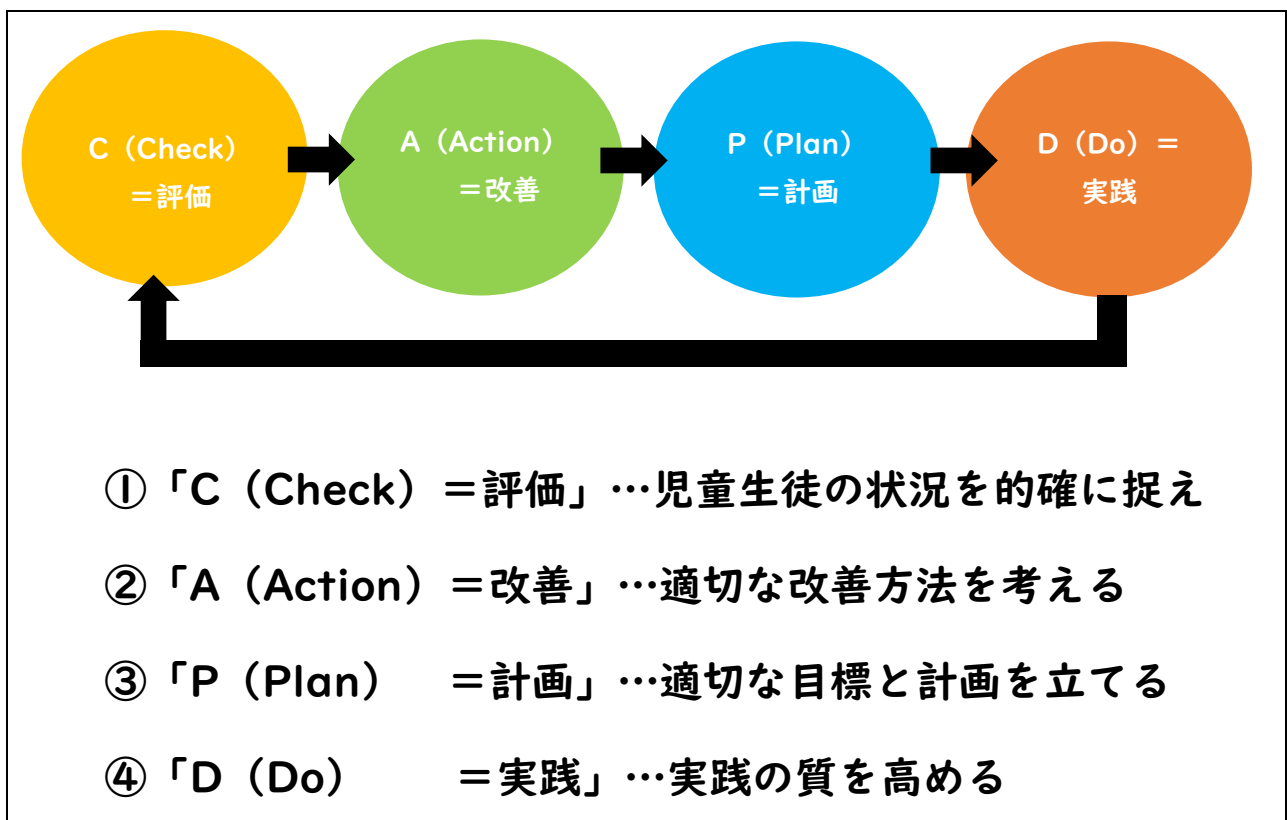 C（Check）
＝評価
A（Action）
＝改善
P（Plan）
＝計画
D（Do）＝
実践
①「C（Check）＝評価」…児童生徒の状況を的確に捉え
②「A（Action）＝改善」…適切な改善方法を考える
③「P（Plan）　＝計画」…適切な目標と計画を立てる
④「D（Do）　　＝実践」…実践の質を高める